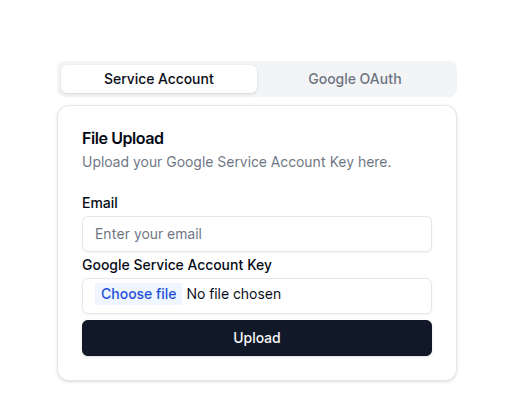 Service Account
Google OAuth
File Upload
Upload your Google Service Account Key here.
Email
Enter your email
Google Service Account Key
Choose file No file chosen
Upload